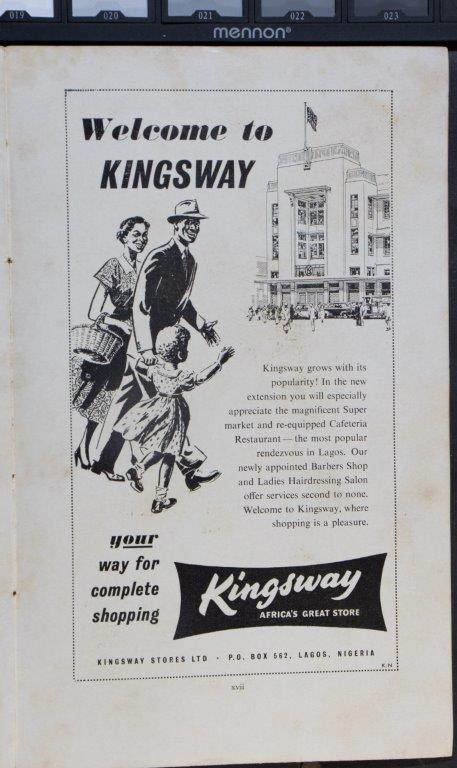 019 020 021 022 023
mennon®
Welcome to
KINGSWAY
Kingsway grows with its
popularity! In the new
extension you will especially
appreciate the magnificent Super
market and re-equipped Cafeteria
Restaurant — the most popular
rendezvous in Lagos. Our
newly appointed Barbers Shop
and Ladies Hairdressing Salon
offer services second to none.
Welcome to Kingsway, where
shopping is a pleasure.
your
way for
complete
shopping
Kingsway
AFRICA'S GREAT STORE
KINGSWAY STORES LTD · P.O. BOX 562, LAGOS, NIGERIA
K/N
xvii